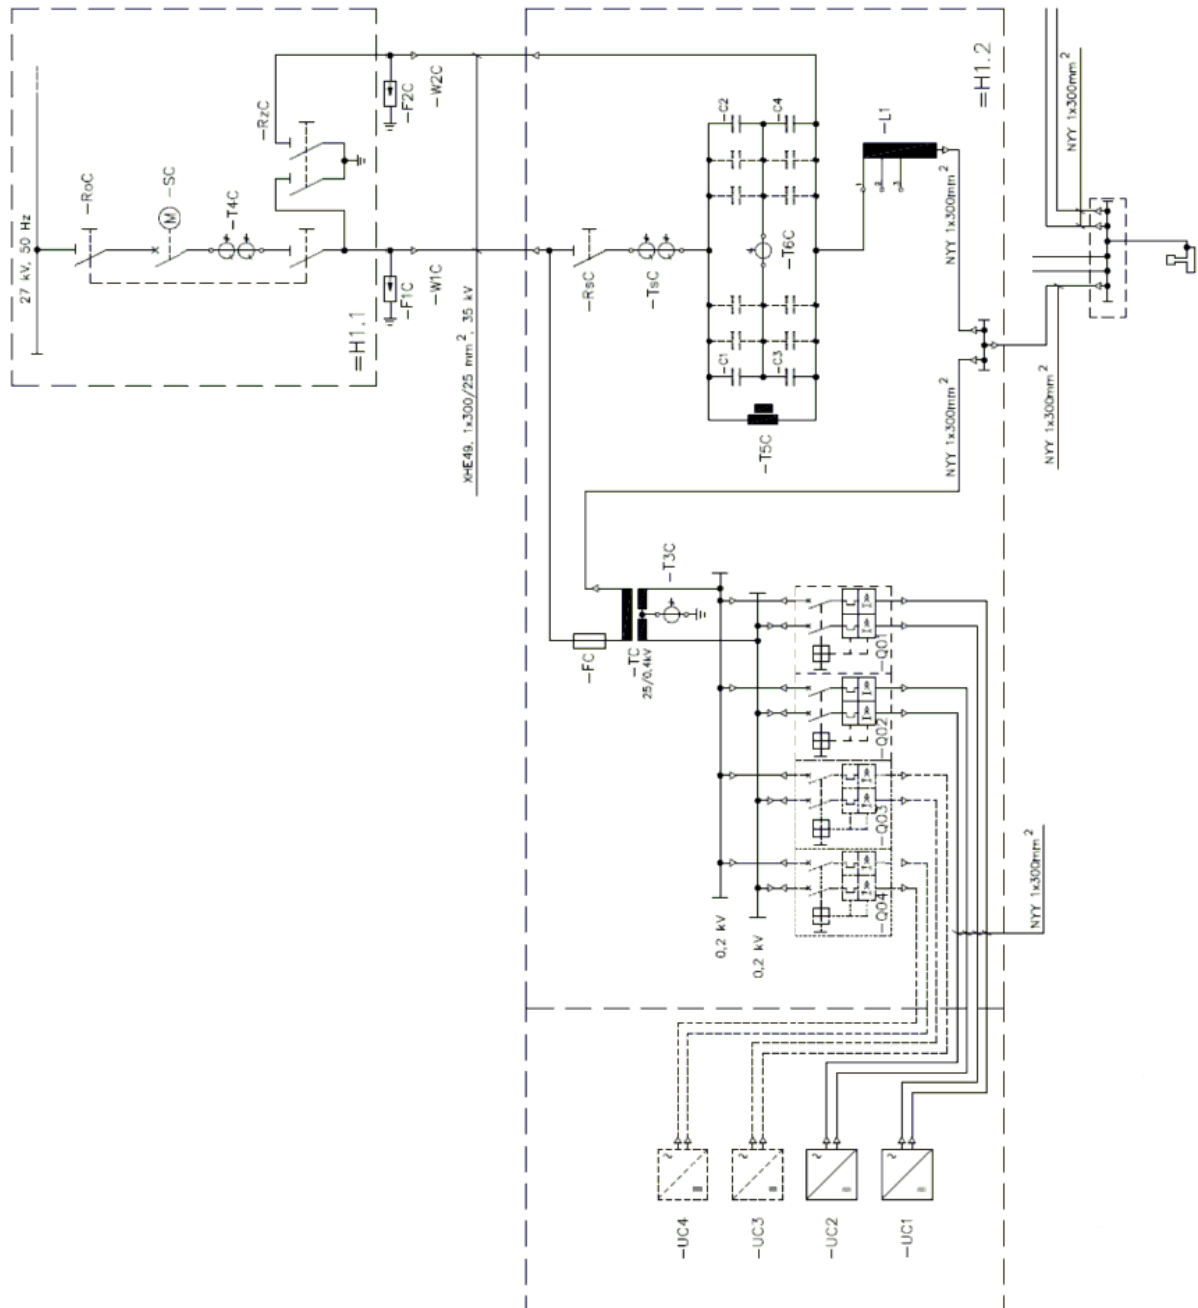 27 kV, 50 Hz
-RoC
M
-SC
-T4C
-RzC
=H1.1
-F2C
-W2C
-F1C
-W1C
XHE49, 1x300/25 mm², 35 kV
=H1.2
-RsC
-TsC
-C2
-C4
-T6C
-C1
-C3
-T5C
-L1
1
2
3
NYY 1x300mm²
NYY 1x300mm²
NYY 1x300mm²
NYY 1x300mm²
-FC
-TC
25/0,4kV
-T3C
0,2 kV
0,2 kV
-Q01
-Q02
-Q03
-Q04
NYY 1x300mm²
-UC4
-UC3
-UC2
-UC1